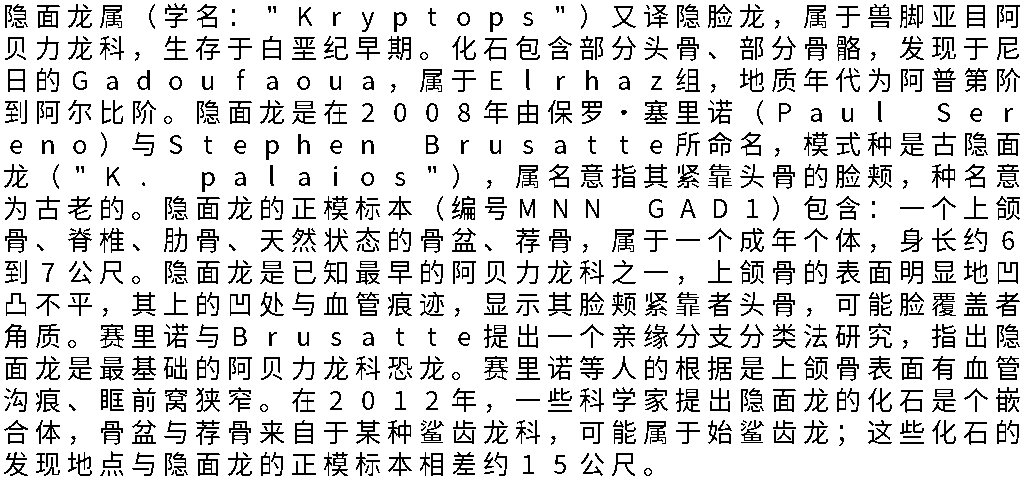 隐面龙属（学名："Kryptops"）又译隐脸龙，属于兽脚亚目阿
贝力龙科，生存于白垩纪早期。化石包含部分头骨、部分骨骼，发现于尼
日的Gadoufaoua，属于Elrhaz组，地质年代为阿普第阶
到阿尔比阶。隐面龙是在2008年由保罗·塞里诺（Paul Ser
eno）与Stephen Brusatte所命名，模式种是古隐面
龙（"K. palaios"），属名意指其紧靠头骨的脸颊，种名意
为古老的。隐面龙的正模标本（编号MNN GAD1）包含：一个上颌
骨、脊椎、肋骨、天然状态的骨盆、荐骨，属于一个成年个体，身长约6
到7公尺。隐面龙是已知最早的阿贝力龙科之一，上颌骨的表面明显地凹
凸不平，其上的凹处与血管痕迹，显示其脸颊紧靠者头骨，可能脸覆盖者
角质。赛里诺与Brusatte提出一个亲缘分支分类法研究，指出隐
面龙是最基础的阿贝力龙科恐龙。赛里诺等人的根据是上颌骨表面有血管
沟痕、眶前窝狭窄。在2012年，一些科学家提出隐面龙的化石是个嵌
合体，骨盆与荐骨来自于某种鲨齿龙科，可能属于始鲨齿龙；这些化石的
发现地点与隐面龙的正模标本相差约15公尺。